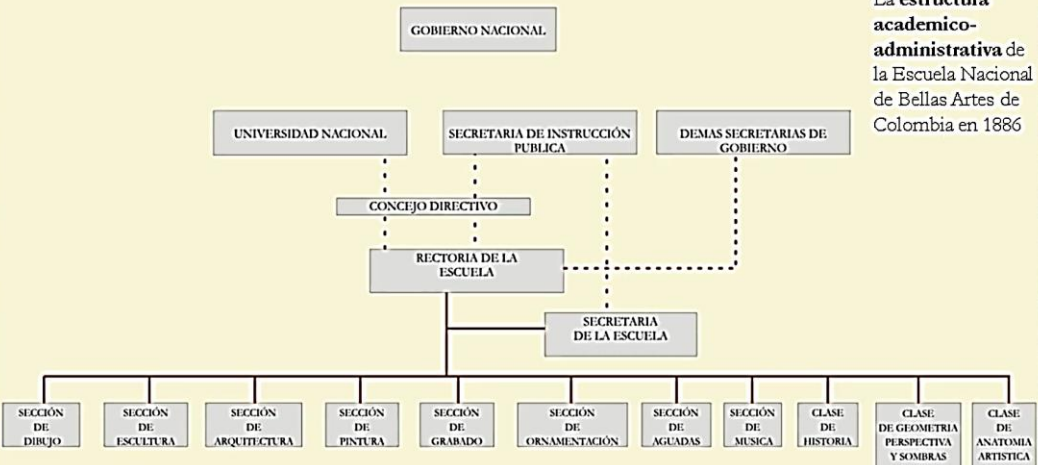 La estructura
academico-
administrativa de
la Escuela Nacional
de Bellas Artes de
Colombia en 1886
GOBIERNO NACIONAL
UNIVERSIDAD NACIONAL
SECRETARIA DE INSTRUCCIÓN
PUBLICA
DEMAS SECRETARIAS DE
GOBIERNO
CONCEJO DIRECTIVO
RECTORIA DE LA
ESCUELA
SECRETARIA
DE LA ESCUELA
SECCIÓN
DE
DIBUJO
SECCIÓN
DE
ESCULTURA
SECCIÓN
DE
ARQUITECTURA
SECCIÓN
DE
PINTURA
SECCIÓN
DE
GRABADO
SECCIÓN
DE
ORNAMENTACIÓN
SECCIÓN
DE
AGUADAS
SECCIÓN
DE
MUSICA
CLASE
DE
HISTORIA
CLASE
DE GEOMETRIA
PERSPECTIVA
Y SOMBRAS
CLASE
DE
ANATOMIA
ARTISTICA